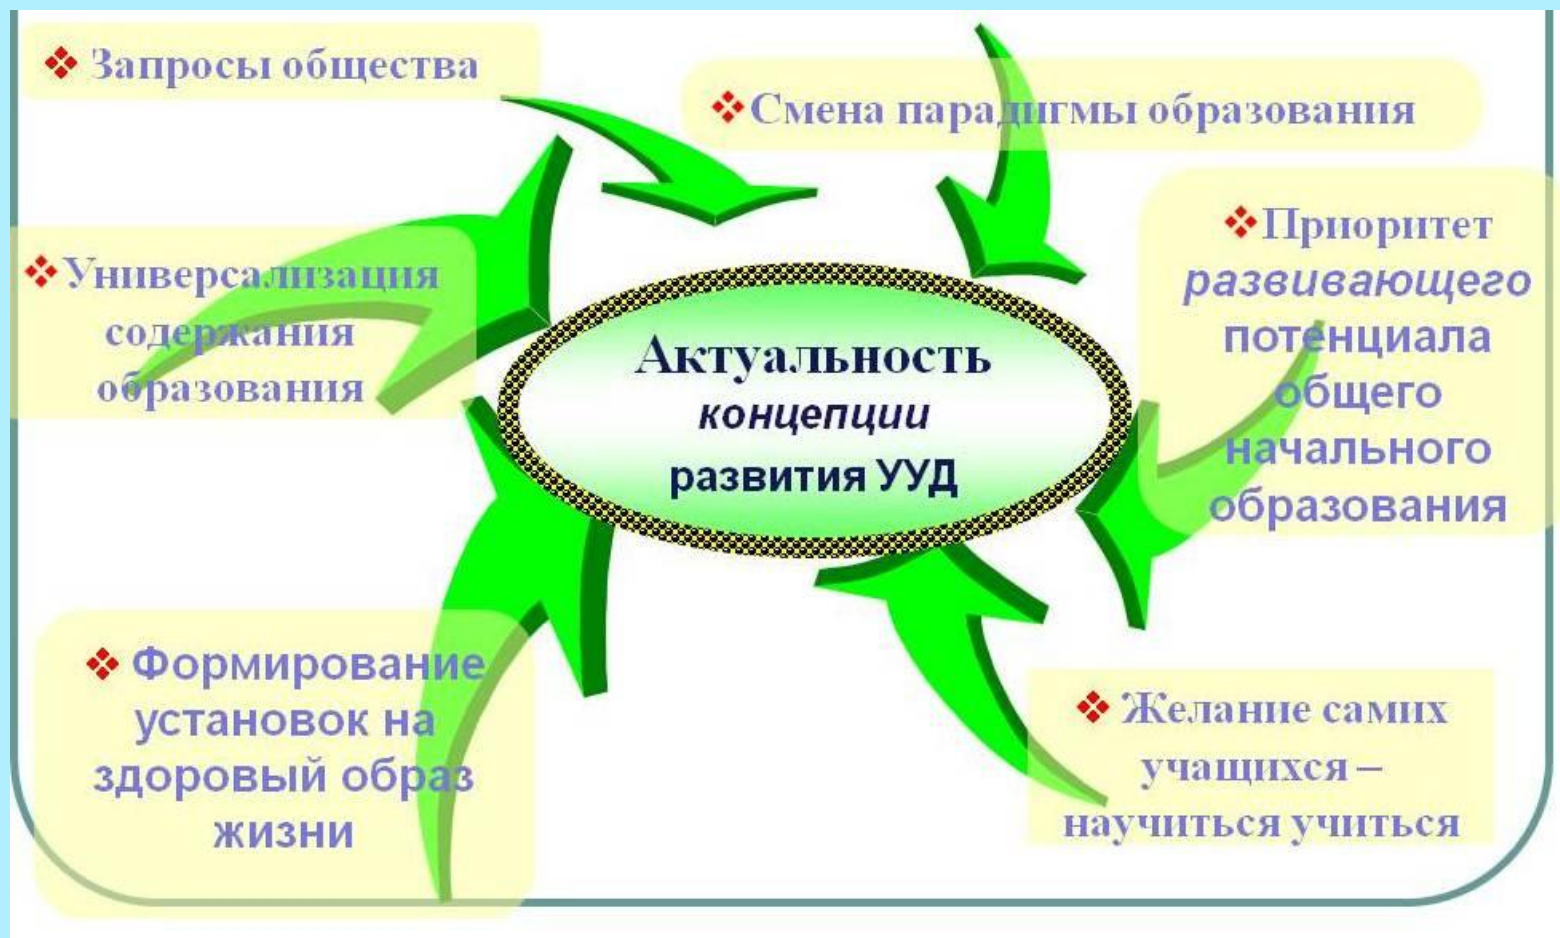 Запросы общества
Смена парадигмы образования
Универсализация
содержания
образования
Приоритет
развивающего
потенциала
общего
начального
образования
Актуальность
концепции
развития УУД
Формирование
установок на
здоровый образ
жизни
Желание самих
учащихся –
научиться учиться